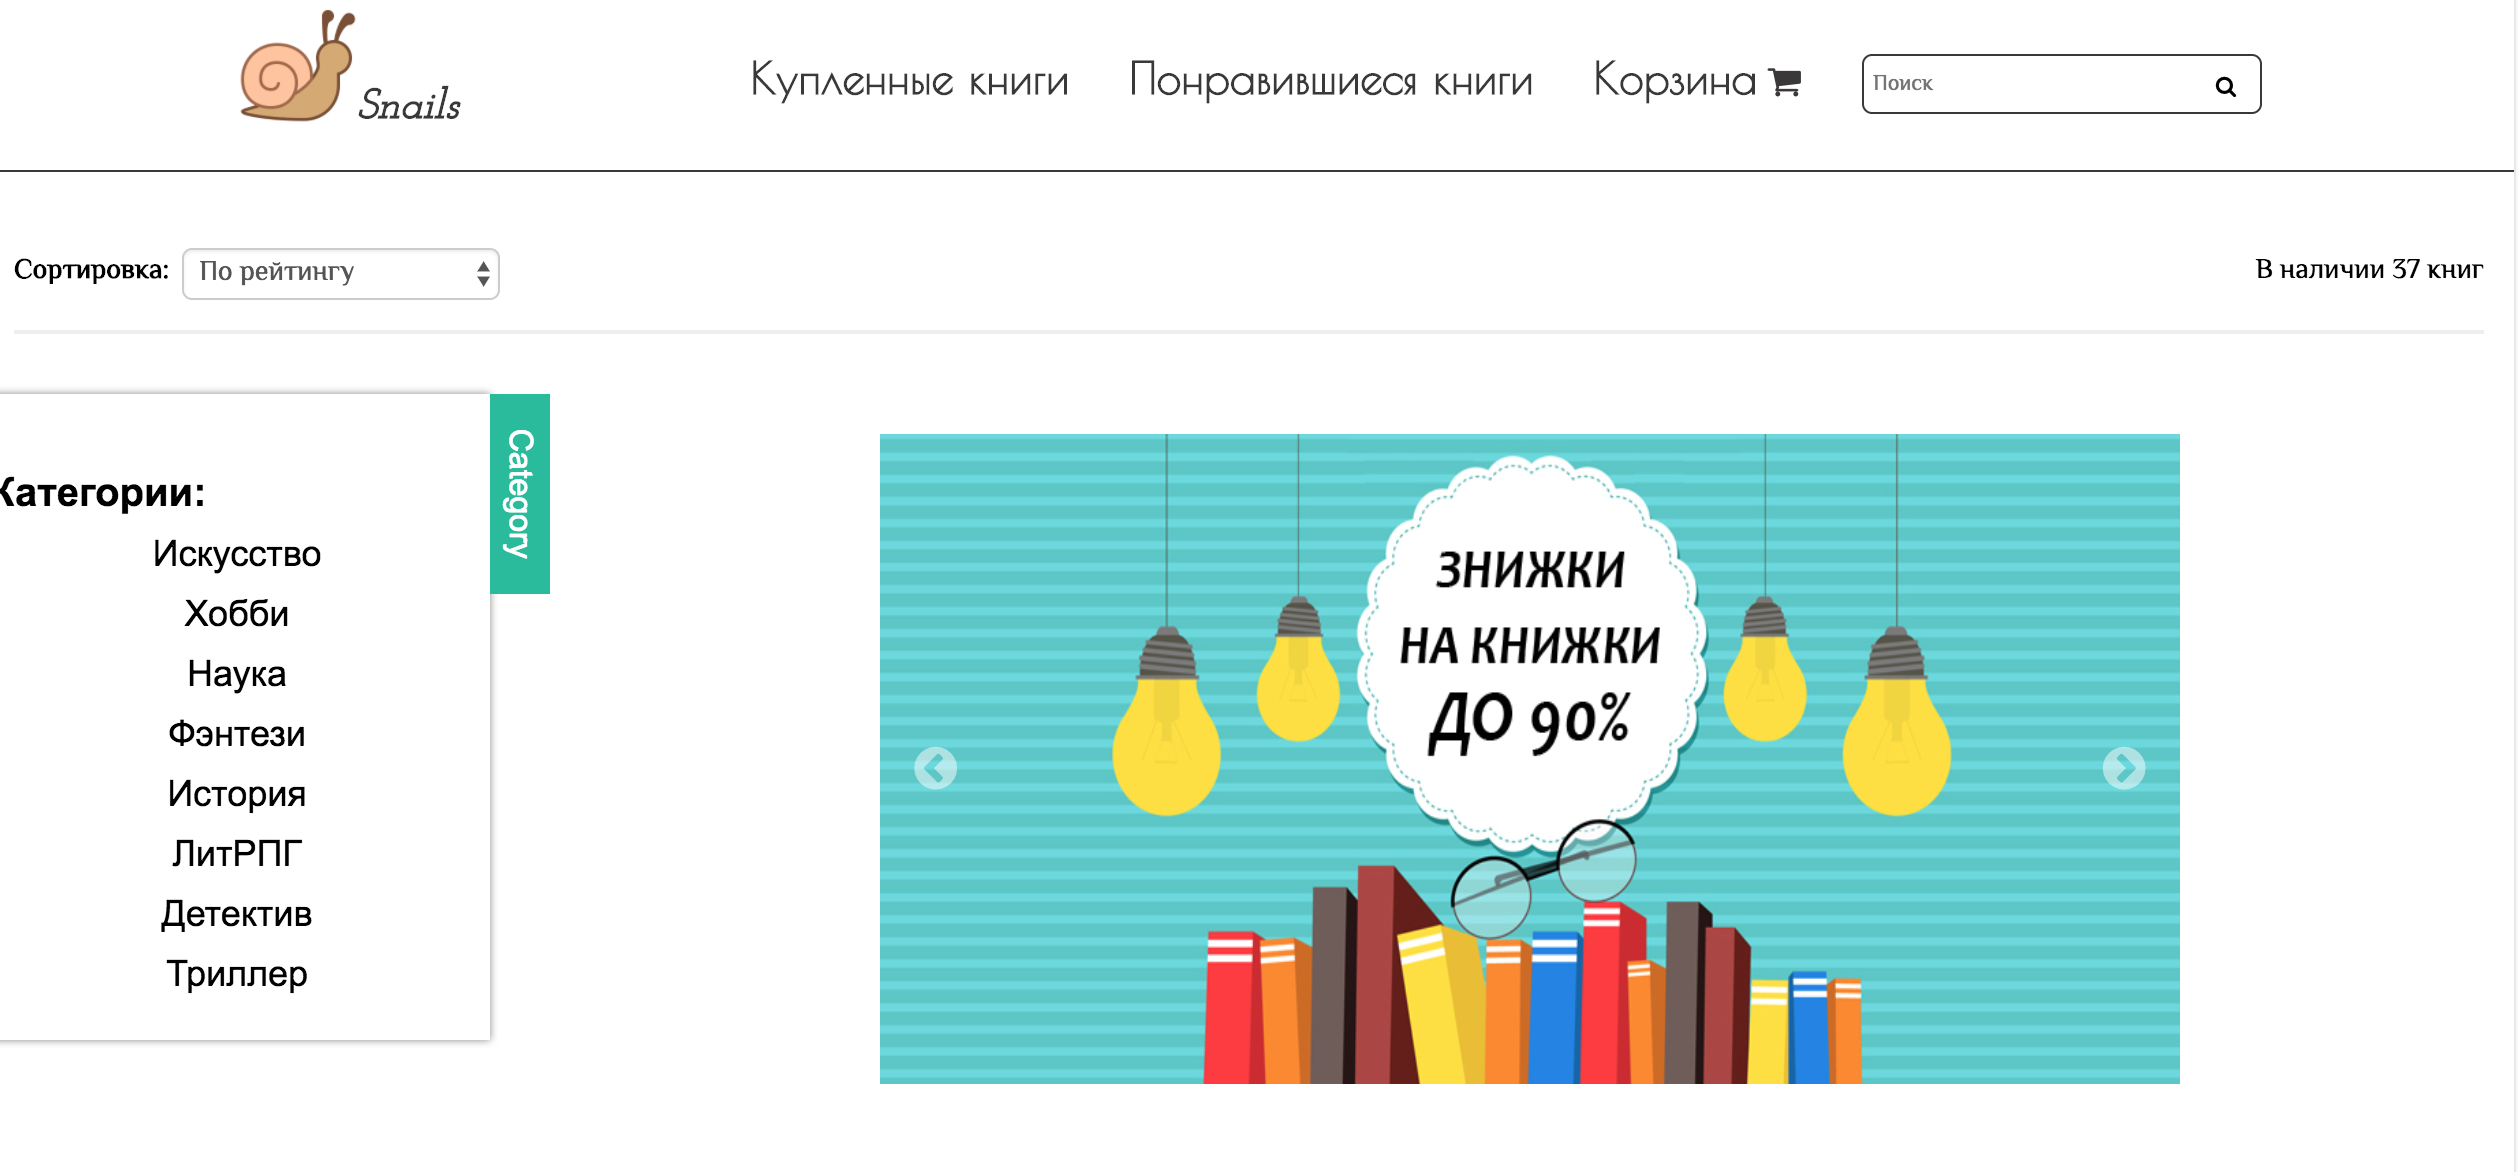 Snails
Купленные книги
Понравившиеся книги
Корзина
Поиск
Сортировка:
По рейтингу
В наличии 37 книг
Category
Категории:
Искусство
Хобби
Наука
Фэнтези
История
ЛитРПГ
Детектив
Триллер
ЗНИЖКИ
НА КНИЖКИ
ДО 90%